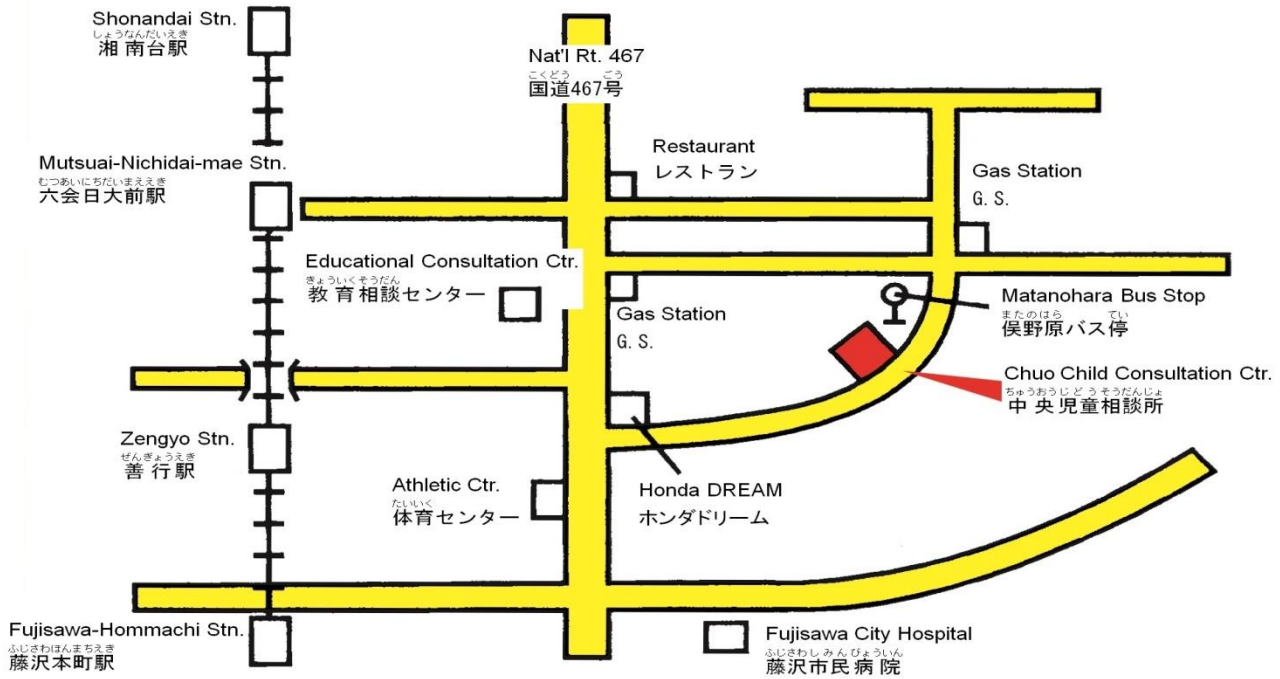 Shonandai Stn.
しょうなんだいえき
湘南台駅
Nat'l Rt. 467
こくどう ごう
国道467号
Mutsuai-Nichidai-mae Stn.
むつあいにちだいまええき
六会日大前駅
Restaurant
レストラン
Gas Station
G. S.
Educational Consultation Ctr.
きょういくそうだん
教育相談センター
Gas Station
G. S.
Matanohara Bus Stop
またのはら てい
俣野原バス停
Chuo Child Consultation Ctr.
ちゅうおうじどうそうだんじょ
中央児童相談所
Zengyo Stn.
ぜんぎょうえき
善行駅
Athletic Ctr.
たいいく
体育センター
Honda DREAM
ホンダドリーム
Fujisawa-Hommachi Stn.
ふじさわほんまちえき
藤沢本町駅
Fujisawa City Hospital
ふじさわしみんびょういん
藤沢市民病院